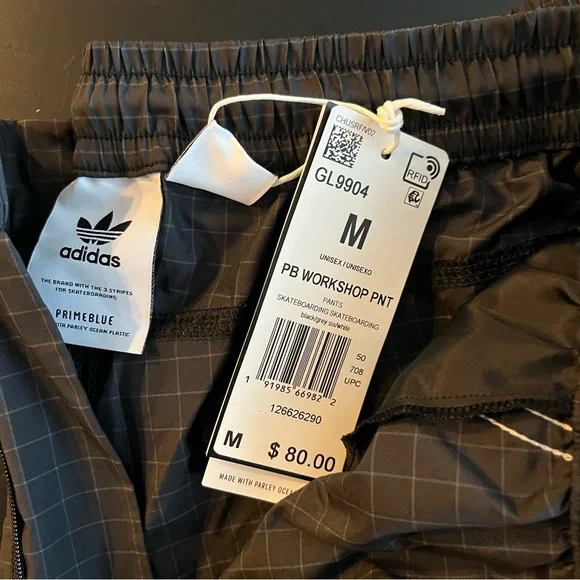 adidas
THE BRAND WITH THE 3 STRIPES
FOR SKATEBOARDING
PRIMEBLUE
WITH PARLEY OCEAN PLASTIC
CHUSRFIV02
RFID
GL9904
M
UNISEX/UNISEXO
PB WORKSHOP PNT
PANTS
SKATEBOARDING SKATEBOARDING
black/grey six/white
50
708
UPC
1 91985 66982 2
126626290
M $ 80.00
MADE WITH PARLEY OCEAN